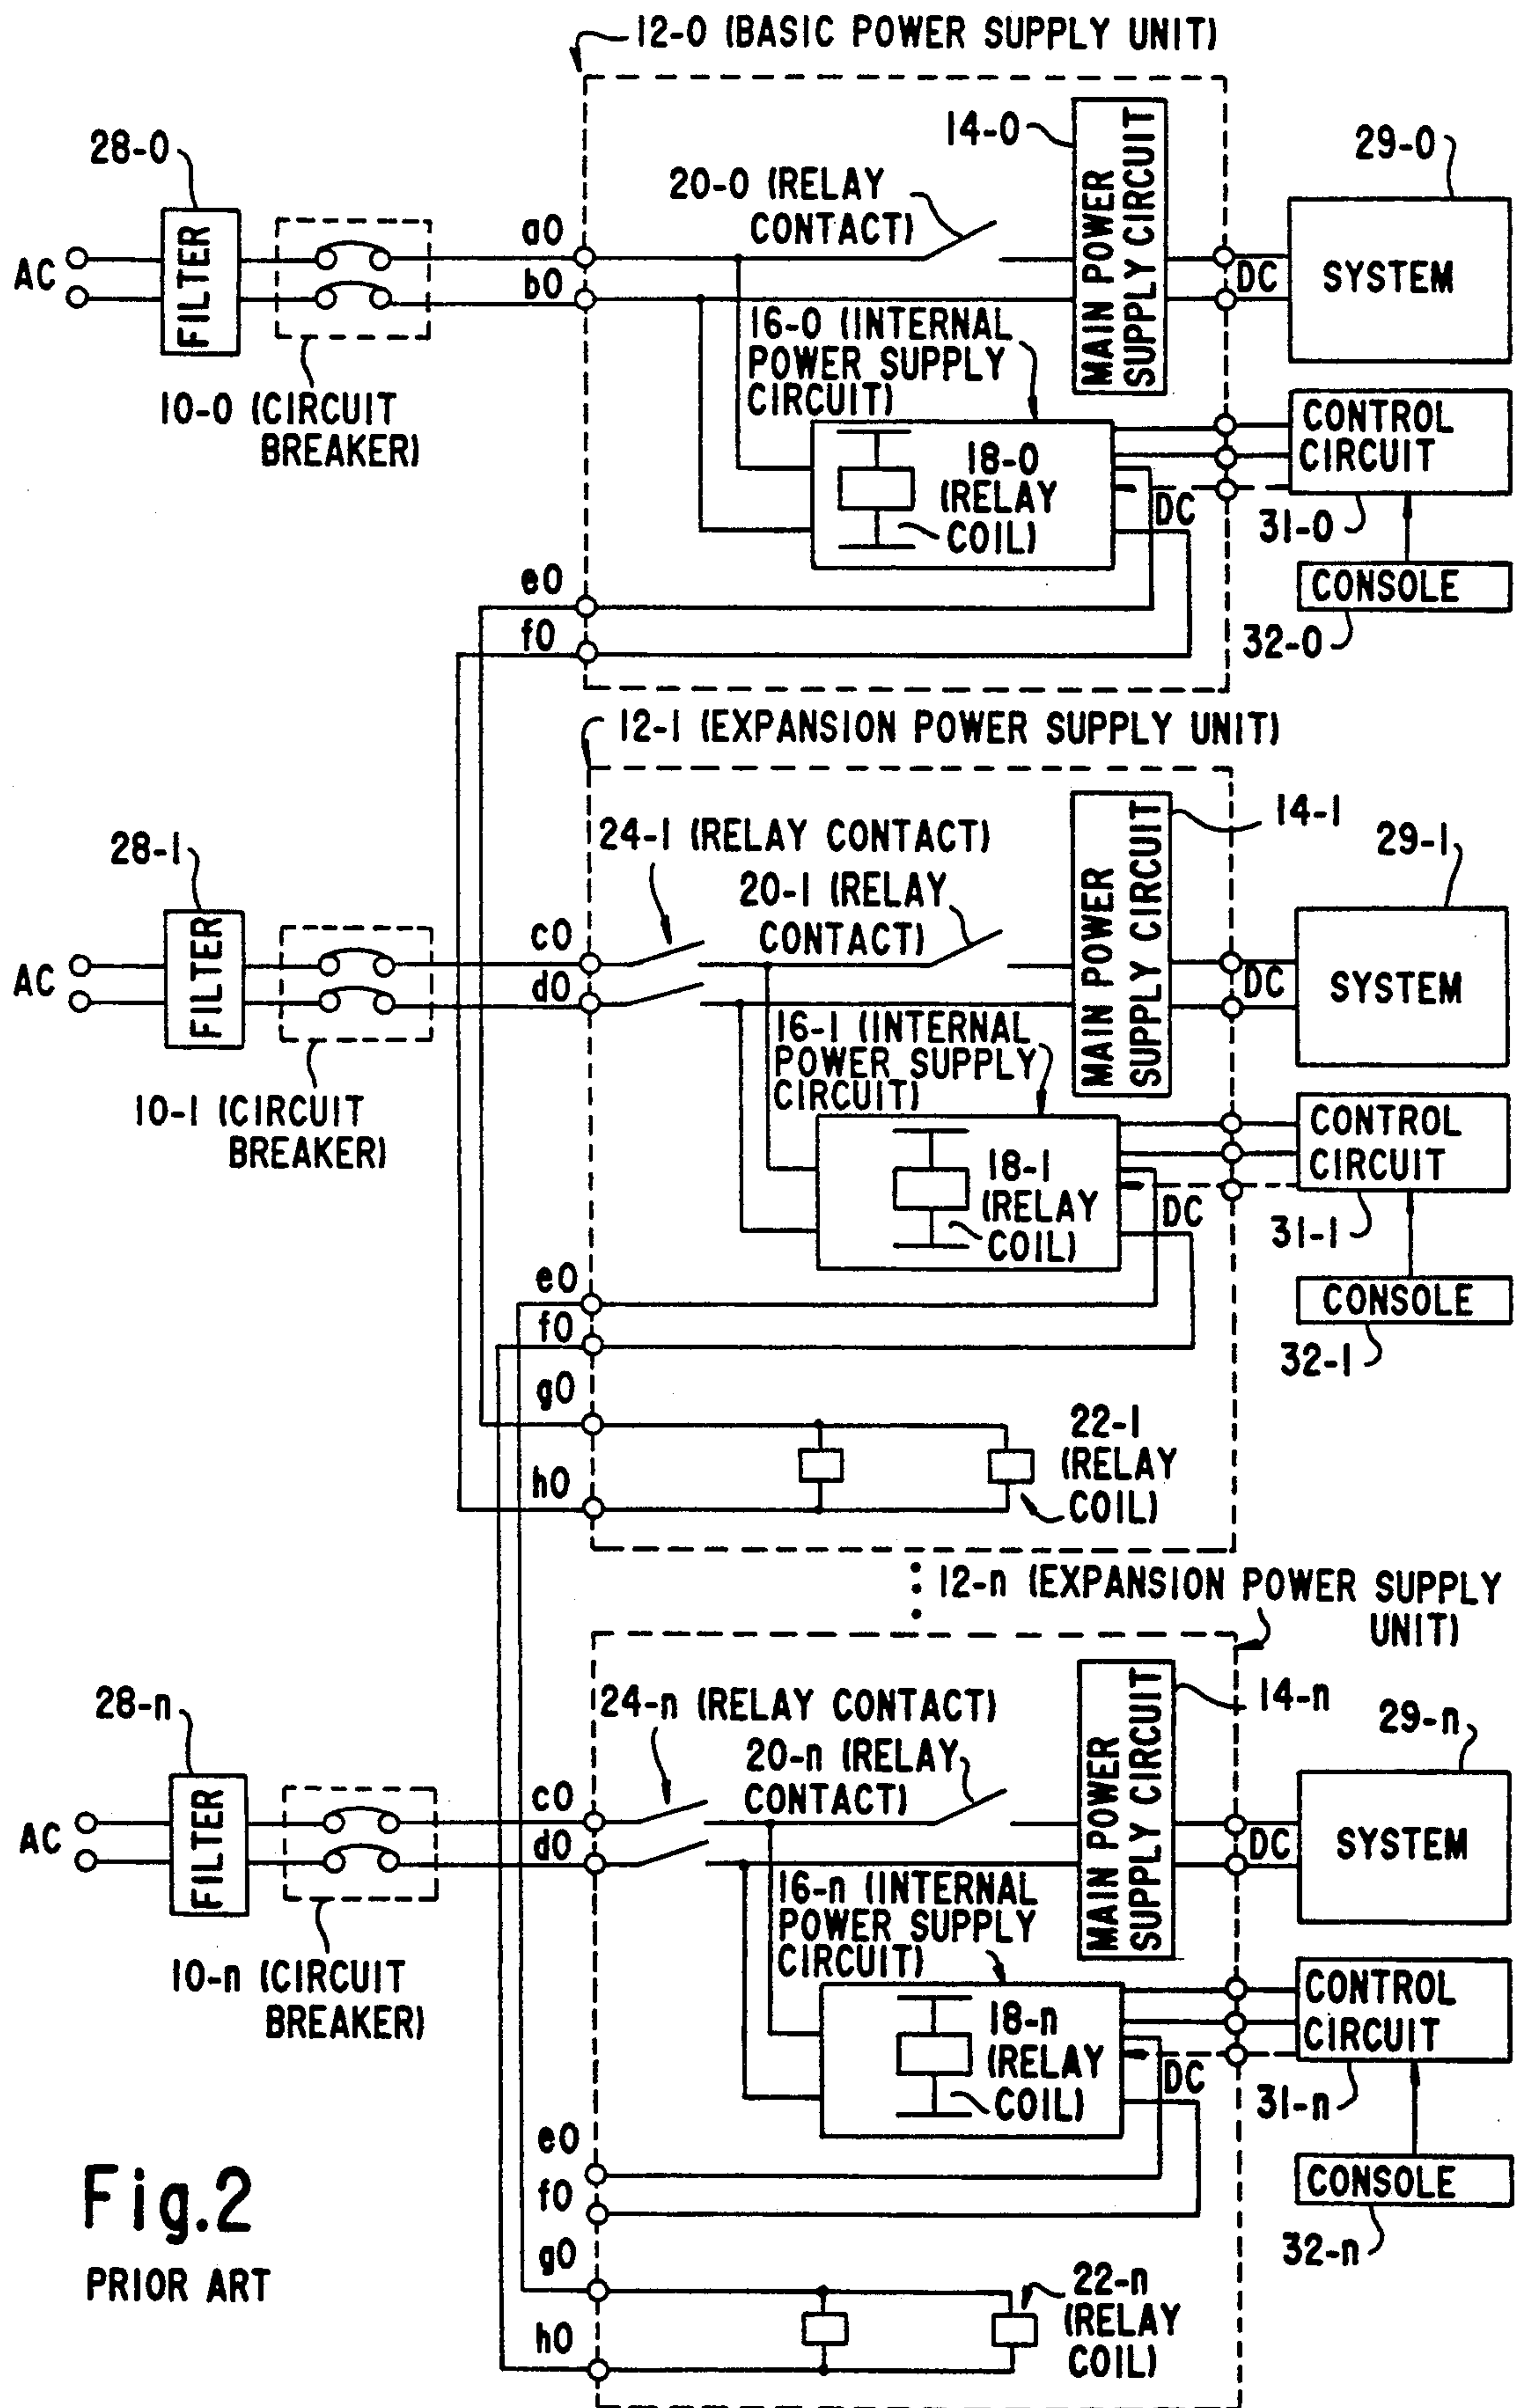 12-0 (BASIC POWER SUPPLY UNIT)
28-0
14-0
29-0
20-0 (RELAY
CONTACT)
MAIN POWER
SUPPLY CIRCUIT
AC
FILTER
a0
b0
DC
SYSTEM
16-0 (INTERNAL
POWER SUPPLY
CIRCUIT)
10-0 (CIRCUIT
BREAKER)
CONTROL
CIRCUIT
18-0
(RELAY
COIL)
DC
31-0
e0
CONSOLE
f0
32-0
12-1 (EXPANSION POWER SUPPLY UNIT)
28-1
24-1 (RELAY CONTACT)
14-1
29-1
20-1 (RELAY
CONTACT)
MAIN POWER
SUPPLY CIRCUIT
AC
FILTER
c0
d0
DC
SYSTEM
16-1 (INTERNAL
POWER SUPPLY
CIRCUIT)
10-1 (CIRCUIT
BREAKER)
CONTROL
CIRCUIT
18-1
(RELAY
COIL)
DC
31-1
e0
CONSOLE
f0
32-1
g0
22-1
(RELAY
COIL)
h0
12-n (EXPANSION POWER SUPPLY
UNIT)
28-n
24-n (RELAY CONTACT)
14-n
29-n
20-n (RELAY
CONTACT)
MAIN POWER
SUPPLY CIRCUIT
AC
FILTER
c0
d0
DC
SYSTEM
16-n (INTERNAL
POWER SUPPLY
CIRCUIT)
10-n (CIRCUIT
BREAKER)
CONTROL
CIRCUIT
18-n
(RELAY
COIL)
DC
31-n
e0
CONSOLE
f0
32-n
g0
22-n
(RELAY
COIL)
h0
Fig.2
PRIOR ART